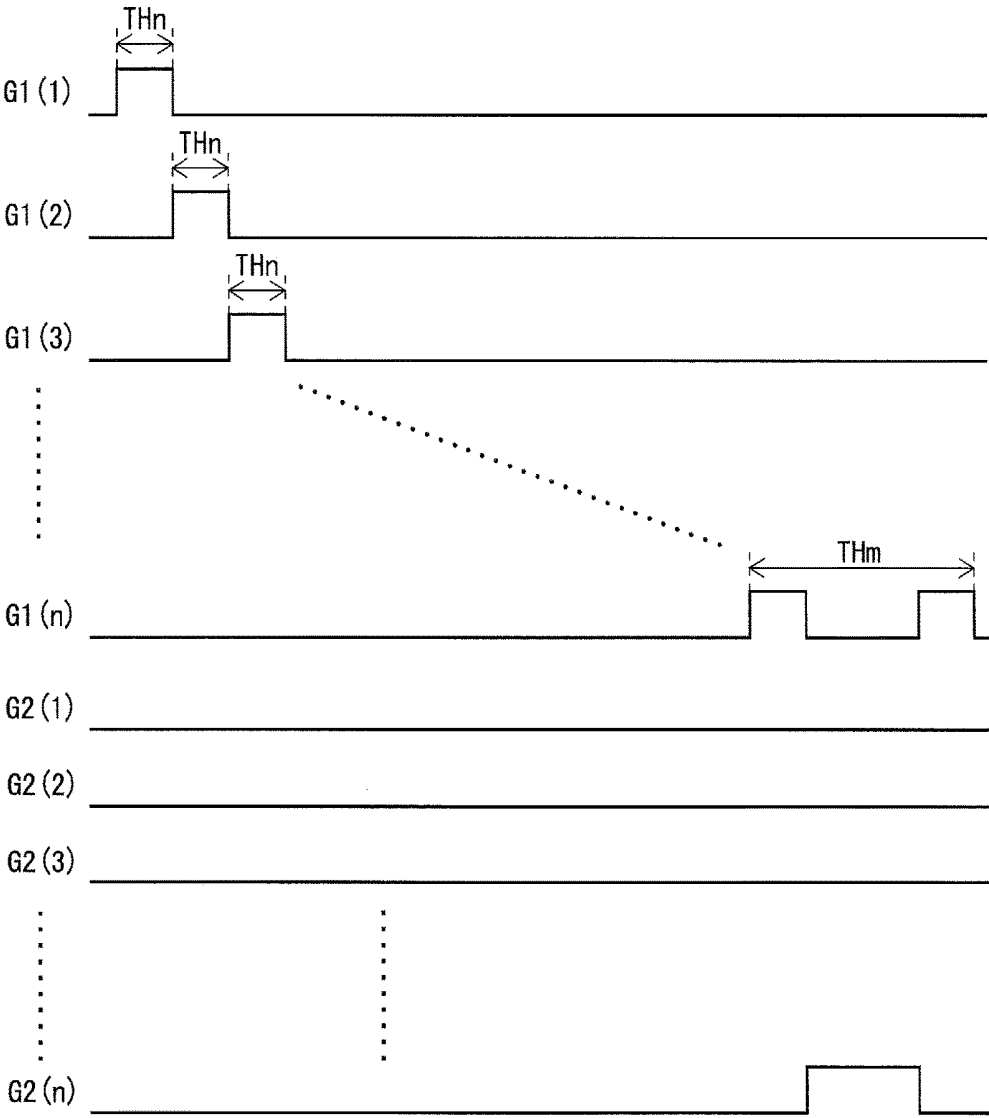 THn
G1(1)
THn
G1(2)
THn
G1(3)
THm
G1(n)
G2(1)
G2(2)
G2(3)
G2(n)